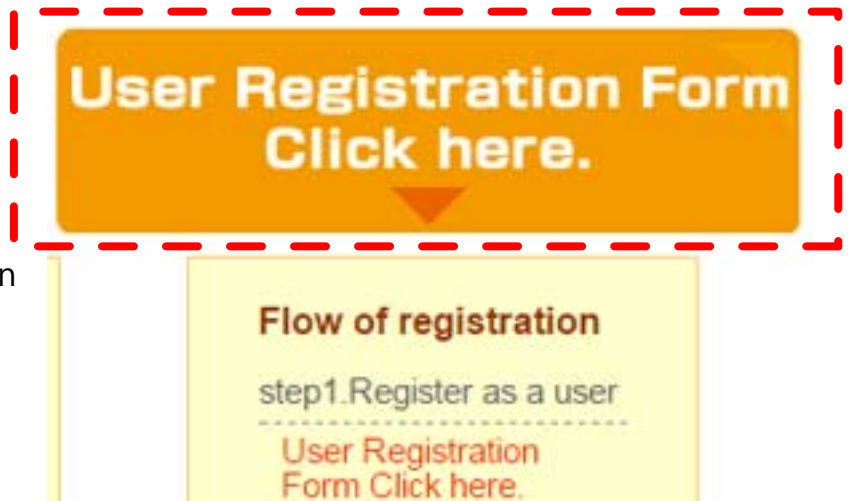 User Registration Form
Click here.
n
Flow of registration
step1.Register as a user
User Registration
Form Click here.